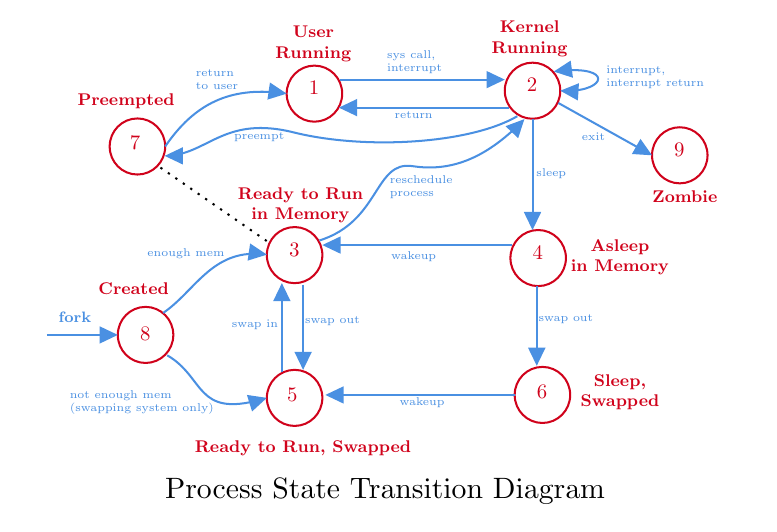 User
Running
Kernel
Running
sys call,
interrupt
interrupt,
interrupt return
return
to user
1
2
Preempted
return
7
preempt
exit
9
reschedule
process
sleep
Zombie
Ready to Run
in Memory
3
4
Asleep
in Memory
enough mem
wakeup
Created
fork
8
swap in
swap out
swap out
not enough mem
(swapping system only)
5
6
Sleep,
Swapped
wakeup
Ready to Run, Swapped
Process State Transition Diagram